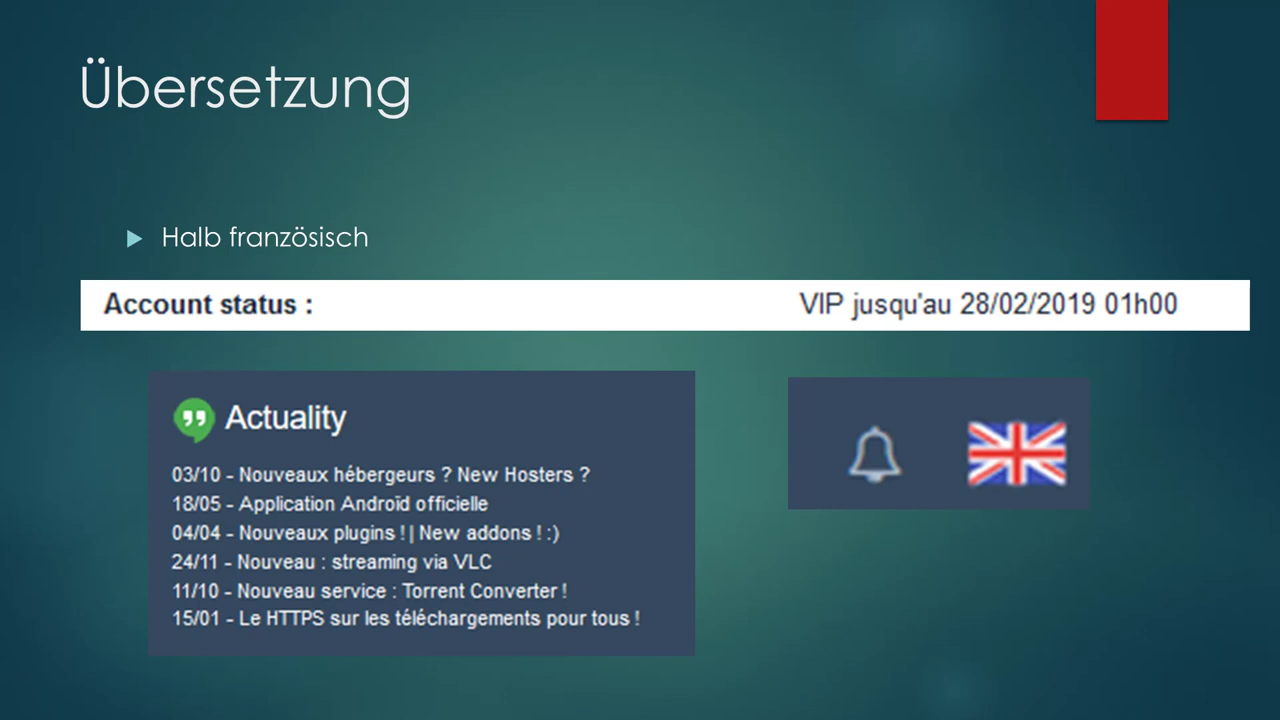 Übersetzung
Halb französisch
Account status : VIP jusqu'au 28/02/2019 01h00
Actuality
03/10 - Nouveaux hébergeurs ? New Hosters ?
18/05 - Application Androïd officielle
04/04 - Nouveaux plugins ! | New addons ! :)
24/11 - Nouveau : streaming via VLC
11/10 - Nouveau service : Torrent Converter !
15/01 - Le HTTPS sur les téléchargements pour tous !